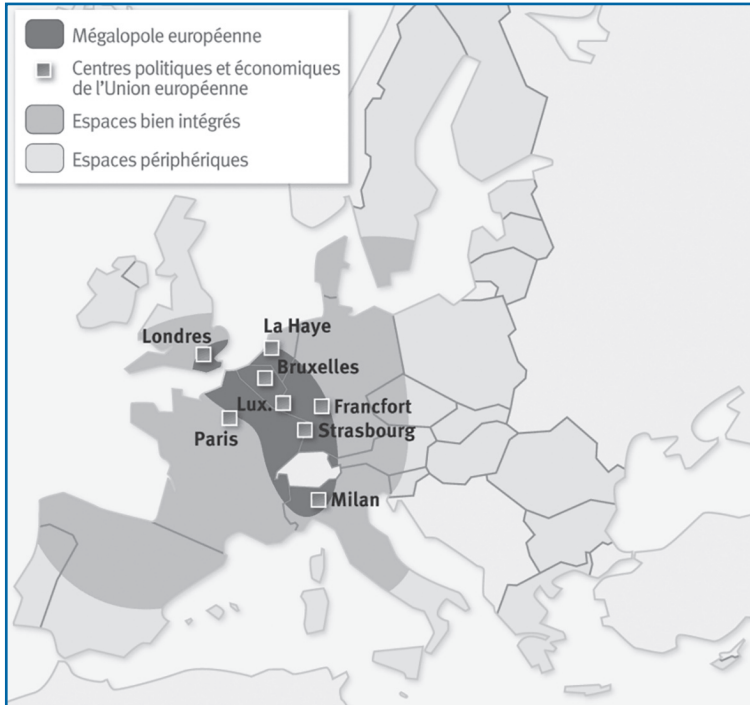 Mégalopole européenne
Centres politiques et économiques
de l'Union européenne
Espaces bien intégrés
Espaces périphériques
La Haye
Londres
Bruxelles
Lux.
Francfort
Paris
Strasbourg
Milan